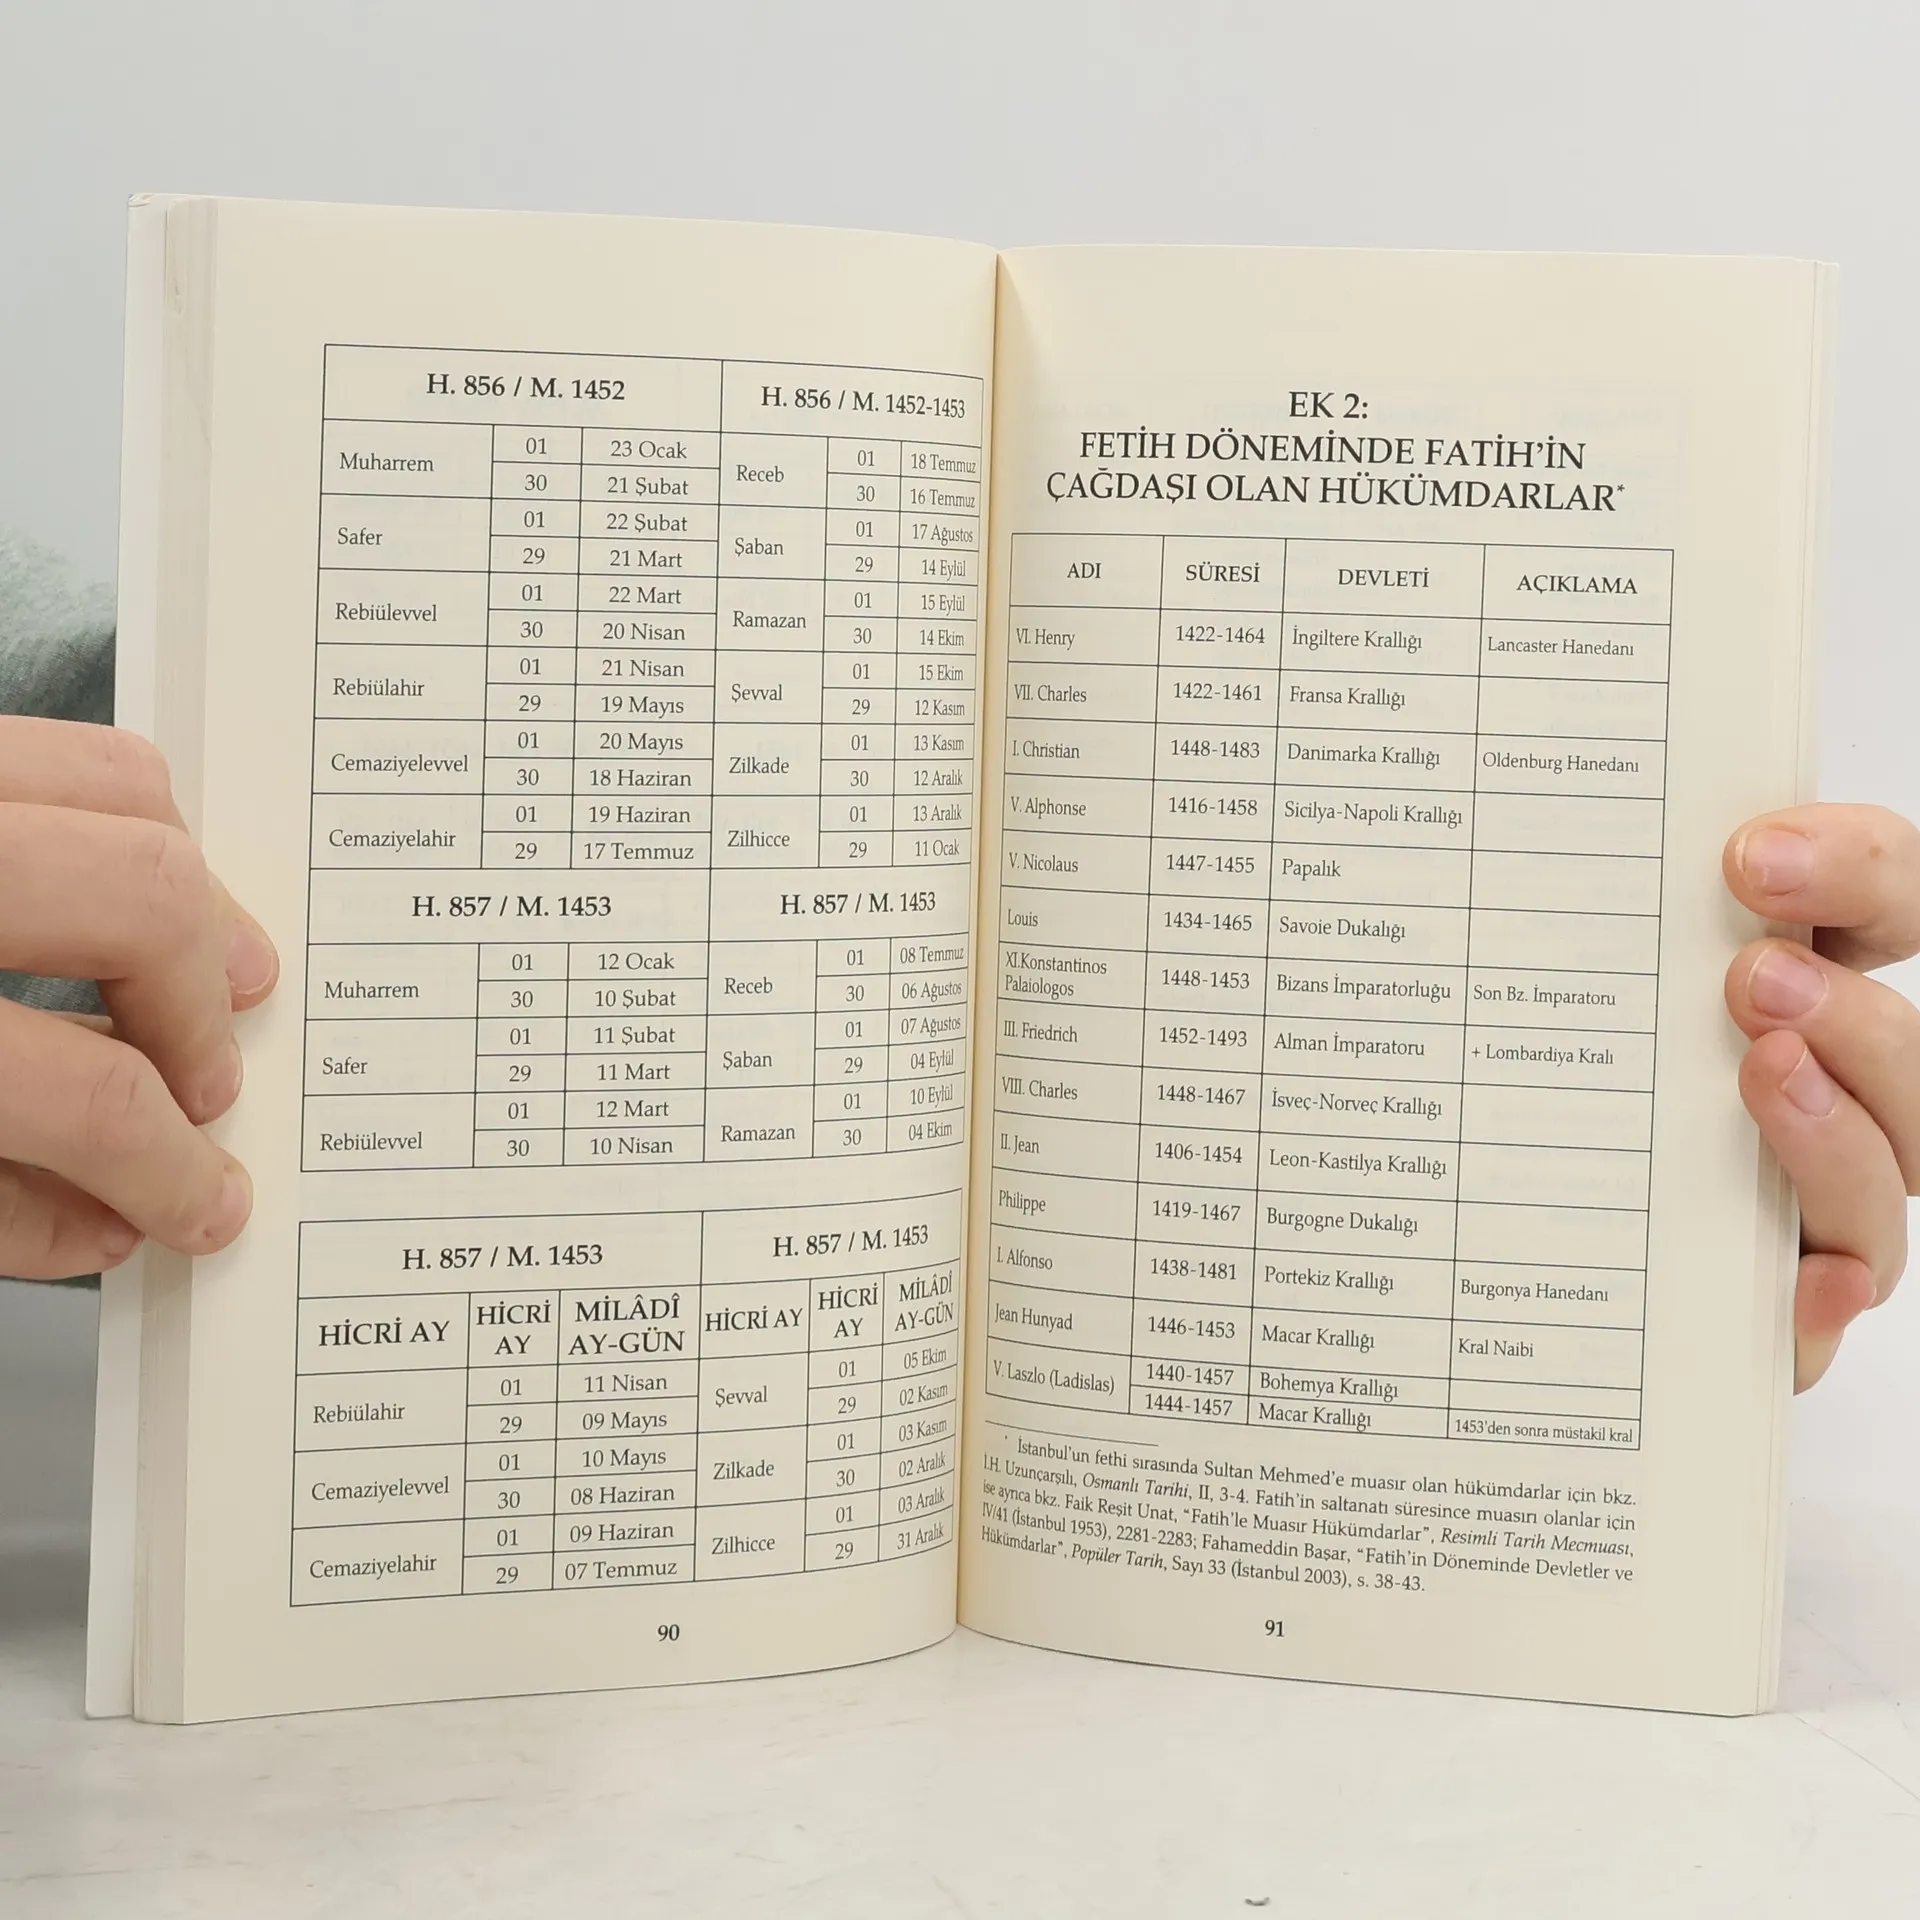 H. 856 / M. 1452
H. 856 / M. 1452-1453
Muharrem 01 23 Ocak Receb 01 18 Temmuz
30 21 Şubat 30 16 Temmuz
Safer 01 22 Şubat Şaban 01 17 Ağustos
29 21 Mart 29 14 Eylül
Rebiülevvel 01 22 Mart Ramazan 01 15 Eylül
30 20 Nisan 30 14 Ekim
Rebiülahir 01 21 Nisan Şevval 01 15 Ekim
29 19 Mayıs 29 12 Kasım
Cemaziyelevvel 01 20 Mayıs Zilkade 01 13 Kasım
30 18 Haziran 30 12 Aralık
Cemaziyelahir 01 19 Haziran Zilhicce 01 13 Aralık
29 17 Temmuz 29 11 Ocak
H. 857 / M. 1453 H. 857 / M. 1453
Muharrem 01 12 Ocak Receb 01 08 Temmuz
30 10 Şubat 30 06 Ağustos
Safer 01 11 Şubat Şaban 01 07 Ağustos
29 11 Mart 29 04 Eylül
Rebiülevvel 01 12 Mart Ramazan 01 10 Eylül
30 10 Nisan 30 04 Ekim
H. 857 / M. 1453 H. 857 / M. 1453
HİCRİ AY HİCRİ AY MİLÂDÎ AY-GÜN HİCRİ AY HİCRİ AY MİLÂDÎ AY-GÜN
Rebiülahir 01 11 Nisan Şevval 01 05 Ekim
29 09 Mayıs 29 02 Kasım
Cemaziyelevvel 01 10 Mayıs Zilkade 01 03 Kasım
30 08 Haziran 30 02 Aralık
Cemaziyelahir 01 09 Haziran Zilhicce 01 03 Aralık
29 07 Temmuz 29 31 Aralık
90
EK 2:
FETİH DÖNEMİNDE FATİH'İN
ÇAĞDAŞI OLAN HÜKÜMDARLAR*
ADI SÜRESİ DEVLETİ AÇIKLAMA
VI. Henry 1422-1464 İngiltere Krallığı Lancaster Hanedanı
VII. Charles 1422-1461 Fransa Krallığı
I. Christian 1448-1483 Danimarka Krallığı Oldenburg Hanedanı
V. Alphonse 1416-1458 Sicilya-Napoli Krallığı
V. Nicolaus 1447-1455 Papalık
Louis 1434-1465 Savoie Dukalığı
XI.Konstantinos Palaiologos 1448-1453 Bizans İmparatorluğu Son Bz. İmparatoru
III. Friedrich 1452-1493 Alman İmparatoru + Lombardiya Kralı
VIII. Charles 1448-1467 İsveç-Norveç Krallığı
II. Jean 1406-1454 Leon-Kastilya Krallığı
Philippe 1419-1467 Burgogne Dukalığı
I. Alfonso 1438-1481 Portekiz Krallığı Burgonya Hanedanı
Jean Hunyad 1446-1453 Macar Krallığı Kral Naibi
V. Laszlo (Ladislas) 1440-1457 Bohemya Krallığı
1444-1457 Macar Krallığı 1453'den sonra müstakil kral
* İstanbul'un fethi sırasında Sultan Mehmed'e muasır olan hükümdarlar için bkz.
İ.H. Uzunçarşılı, Osmanlı Tarihi, II, 3-4. Fatih'in saltanatı süresince muasırı olanlar için
ise ayrıca bkz. Faik Reşit Unat, "Fatih'le Muasır Hükümdarlar", Resimli Tarih Mecmuası,
IV/41 (İstanbul 1953), 2281-2283; Fahameddin Başar, "Fatih'in Döneminde Devletler ve
Hükümdarlar", Popüler Tarih, Sayı 33 (İstanbul 2003), s. 38-43.
91